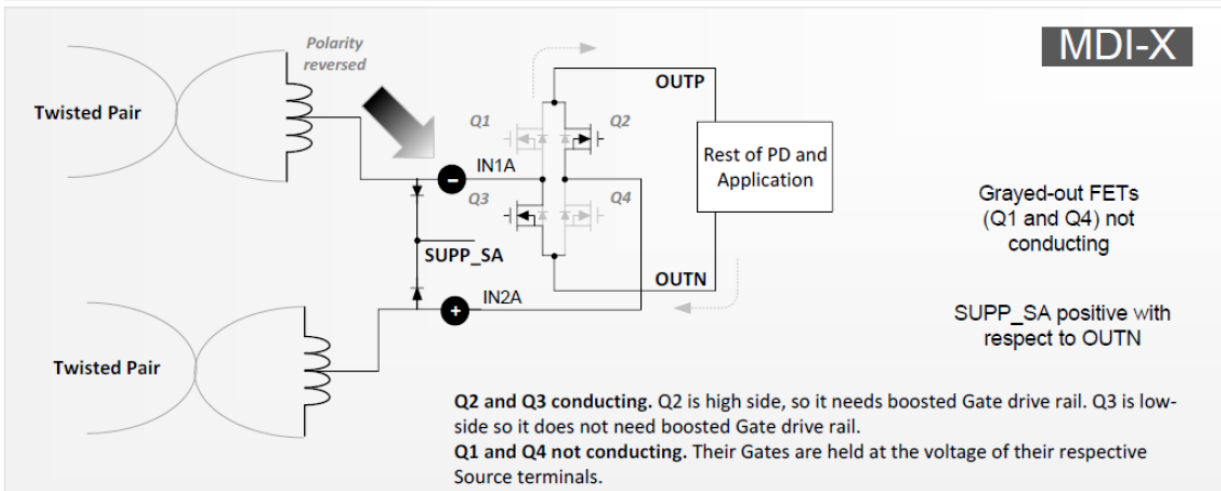 MDI-X
Polarity
reversed
OUTP
Twisted Pair
Q1
Q2
Rest of PD and
Application
−
IN1A
Q3
Q4
Grayed-out FETs
(Q1 and Q4) not
conducting
SUPP_SA
OUTN
+
IN2A
SUPP_SA positive with
respect to OUTN
Twisted Pair
Q2 and Q3 conducting. Q2 is high side, so it needs boosted Gate drive rail. Q3 is low-
side so it does not need boosted Gate drive rail.
Q1 and Q4 not conducting. Their Gates are held at the voltage of their respective
Source terminals.